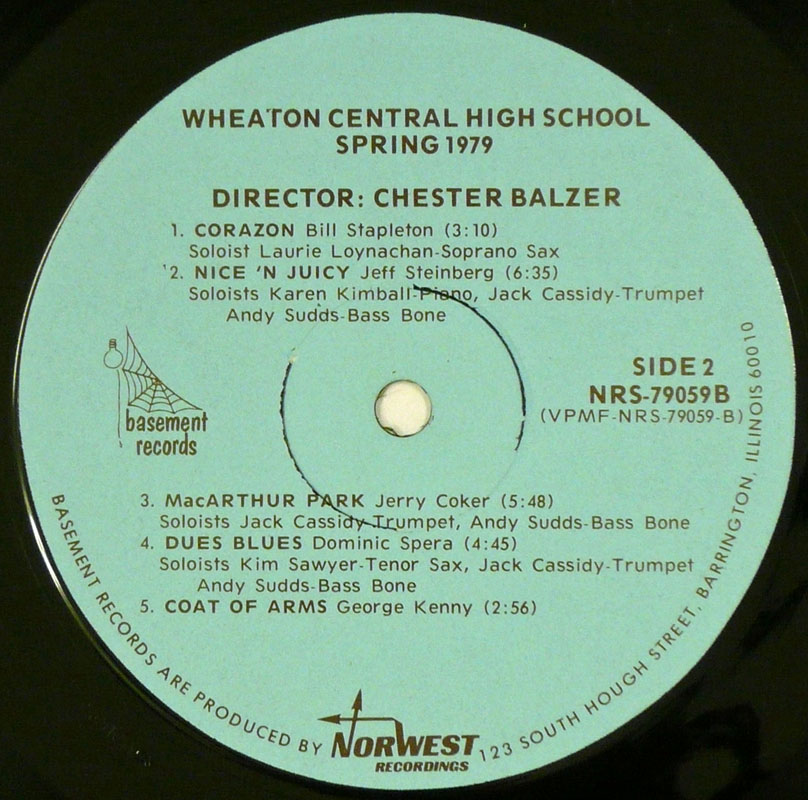 WHEATON CENTRAL HIGH SCHOOL
SPRING 1979
DIRECTOR: CHESTER BALZER
1. CORAZON Bill Stapleton (3:10)
Soloist Laurie Loynachan-Soprano Sax
2. NICE 'N JUICY Jeff Steinberg (6:35)
Soloists Karen Kimball-Piano, Jack Cassidy-Trumpet
Andy Sudds-Bass Bone
basement
records
SIDE 2
NRS-79059B
(VPMF-NRS-79059-B)
3. MacARTHUR PARK Jerry Coker (5:48)
Soloists Jack Cassidy-Trumpet, Andy Sudds-Bass Bone
4. DUES BLUES Dominic Spera (4:45)
Soloists Kim Sawyer-Tenor Sax, Jack Cassidy-Trumpet
Andy Sudds-Bass Bone
5. COAT OF ARMS George Kenny (2:56)
BASEMENT RECORDS ARE PRODUCED BY
NORWEST
RECORDINGS
123 SOUTH HOUGH STREET, BARRINGTON, ILLINOIS 60010